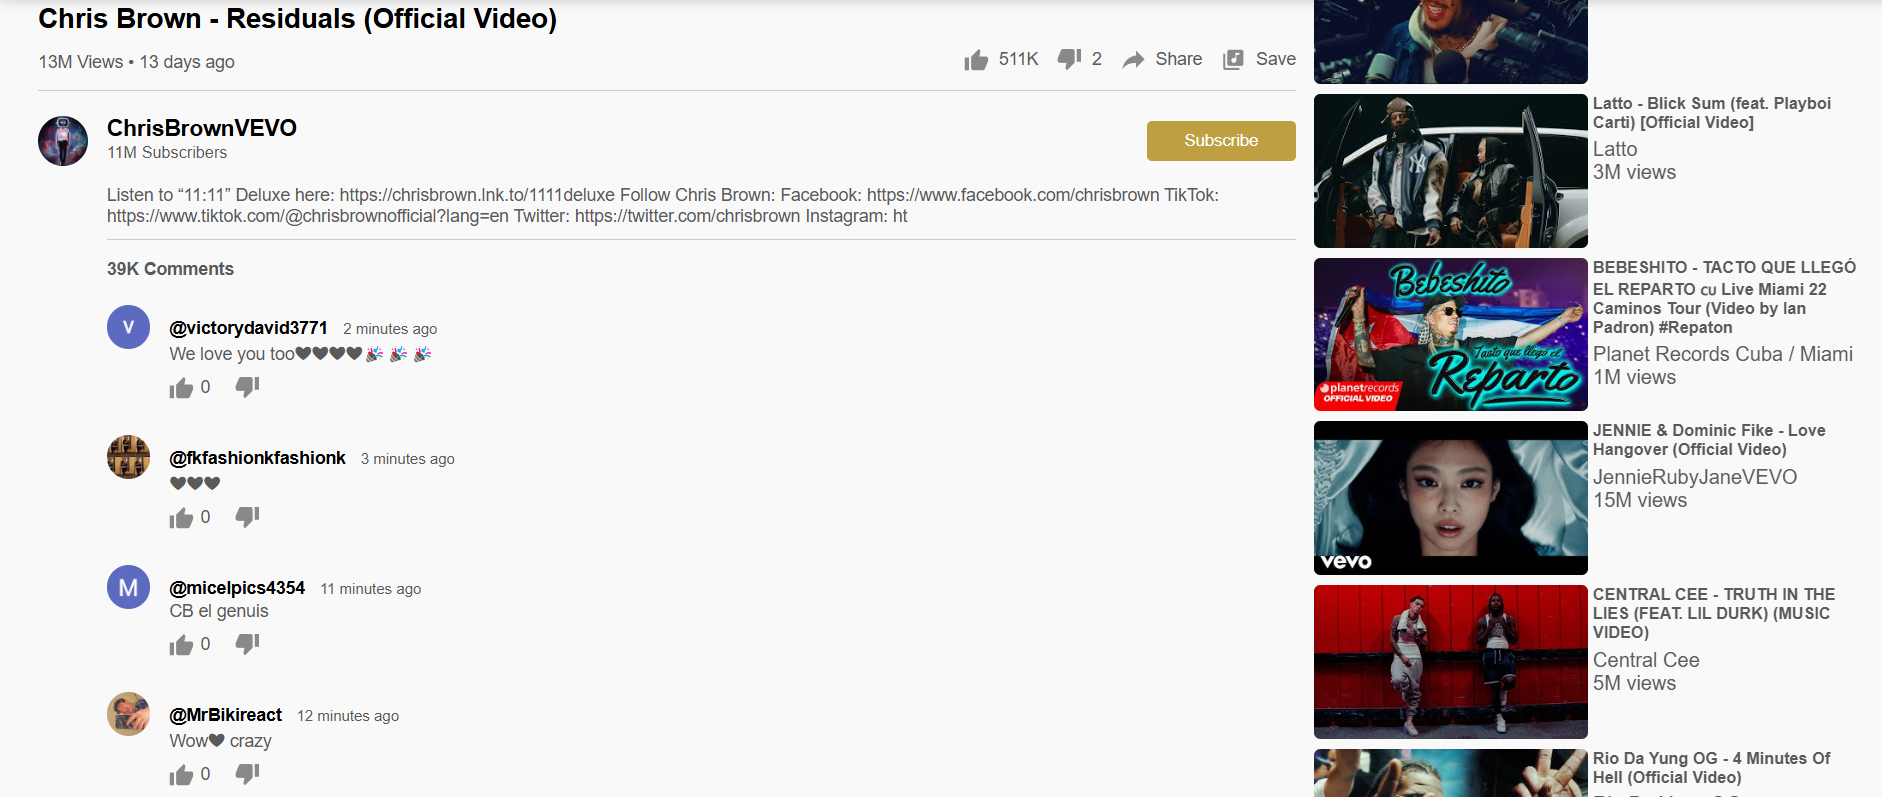 Chris Brown - Residuals (Official Video)
13M Views • 13 days ago
511K
2
Share
Save
ChrisBrownVEVO
11M Subscribers
Subscribe
Listen to “11:11” Deluxe here: https://chrisbrown.lnk.to/1111deluxe Follow Chris Brown: Facebook: https://www.facebook.com/chrisbrown TikTok:
https://www.tiktok.com/@chrisbrownofficial?lang=en Twitter: https://twitter.com/chrisbrown Instagram: ht
39K Comments
V
@victorydavid3771 2 minutes ago
We love you too🖤🖤🖤🖤🎉 🎉 🎉
0
@fkfashionkfashionk 3 minutes ago
🖤🖤🖤
0
M
@micelpics4354 11 minutes ago
CB el genuis
0
@MrBikireact 12 minutes ago
Wow🖤 crazy
0
Latto - Blick Sum (feat. Playboi
Carti) [Official Video]
Latto
3M views
Bebeshito
Tacto que llegó el
Reparto
planetrecords
OFFICIAL VIDEO
BEBESHITO - TACTO QUE LLEGÓ
EL REPARTO cu Live Miami 22
Caminos Tour (Video by Ian
Padron) #Repaton
Planet Records Cuba / Miami
1M views
vevo
JENNIE & Dominic Fike - Love
Hangover (Official Video)
JennieRubyJaneVEVO
15M views
CENTRAL CEE - TRUTH IN THE
LIES (FEAT. LIL DURK) (MUSIC
VIDEO)
Central Cee
5M views
Rio Da Yung OG - 4 Minutes Of
Hell (Official Video)